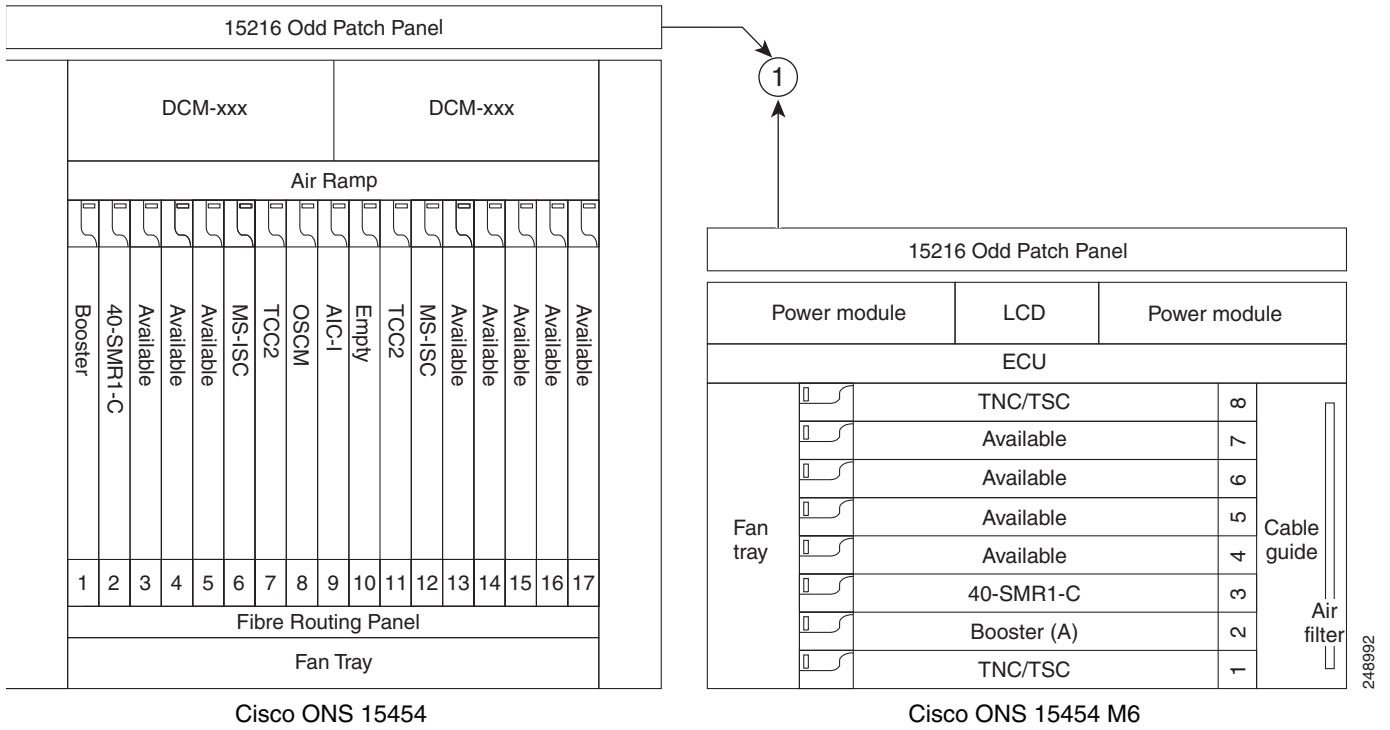 15216 Odd Patch Panel
1
DCM-xxx
DCM-xxx
Air Ramp
Booster
40-SMR1-C
Available
Available
Available
MS-ISC
TCC2
OSCM
AIC-I
Empty
TCC2
MS-ISC
Available
Available
Available
Available
Available
1 2 3 4 5 6 7 8 9 10 11 12 13 14 15 16 17
Fibre Routing Panel
Fan Tray
Cisco ONS 15454
15216 Odd Patch Panel
Power module
LCD
Power module
ECU
Fan
tray
TNC/TSC 8
Available 7
Available 6
Available 5
Available 4
40-SMR1-C 3
Booster (A) 2
TNC/TSC 1
Cable
guide
Air
filter
Cisco ONS 15454 M6
248992